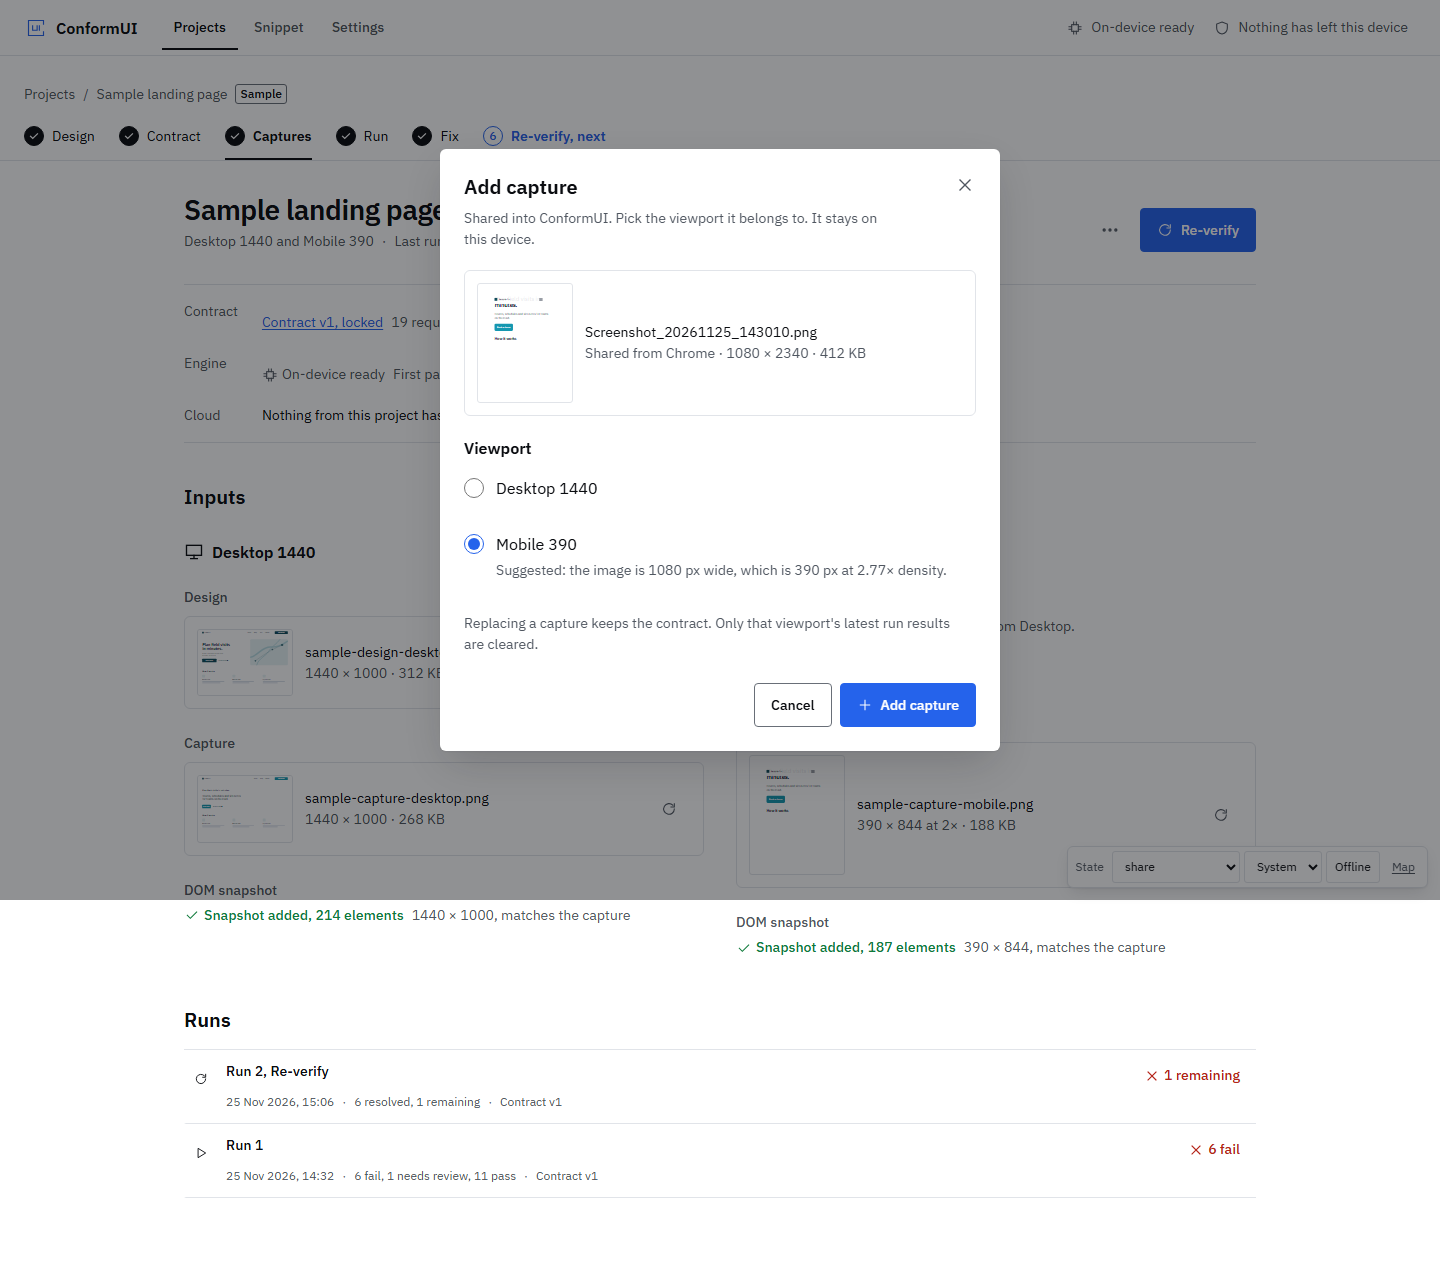 ConformUI
Projects
Snippet
Settings
On-device ready
Nothing has left this device
Projects / Sample landing page Sample
Design
Contract
Captures
Run
Fix
6 Re-verify, next
Sample landing page
Desktop 1440 and Mobile 390 · Last
Re-verify
Contract
Contract v1, locked 19
Engine
On-device ready First
Cloud
Nothing from this project
Inputs
Desktop 1440
Design
1440 × 1000 · 312
Desktop.
Capture
sample-capture-desktop.png
1440 × 1000 · 268 KB
DOM snapshot
Snapshot added, 214 elements 1440 × 1000, matches the capture
Add capture
Shared into ConformUI. Pick the viewport it belongs to. It stays on
this device.
Screenshot_20261125_143010.png
Shared from Chrome · 1080 × 2340 · 412 KB
Viewport
Desktop 1440
Mobile 390
Suggested: the image is 1080 px wide, which is 390 px at 2.77× density.
Replacing a capture keeps the contract. Only that viewport's latest run results
are cleared.
Cancel
Add capture
minutes.
How it works
sample-capture-mobile.png
390 × 844 at 2× · 188 KB
State
share
System
Offline
Map
DOM snapshot
Snapshot added, 187 elements 390 × 844, matches the capture
Runs
Run 2, Re-verify
1 remaining
25 Nov 2026, 15:06 · 6 resolved, 1 remaining · Contract v1
Run 1
6 fail
25 Nov 2026, 14:32 · 6 fail, 1 needs review, 11 pass · Contract v1